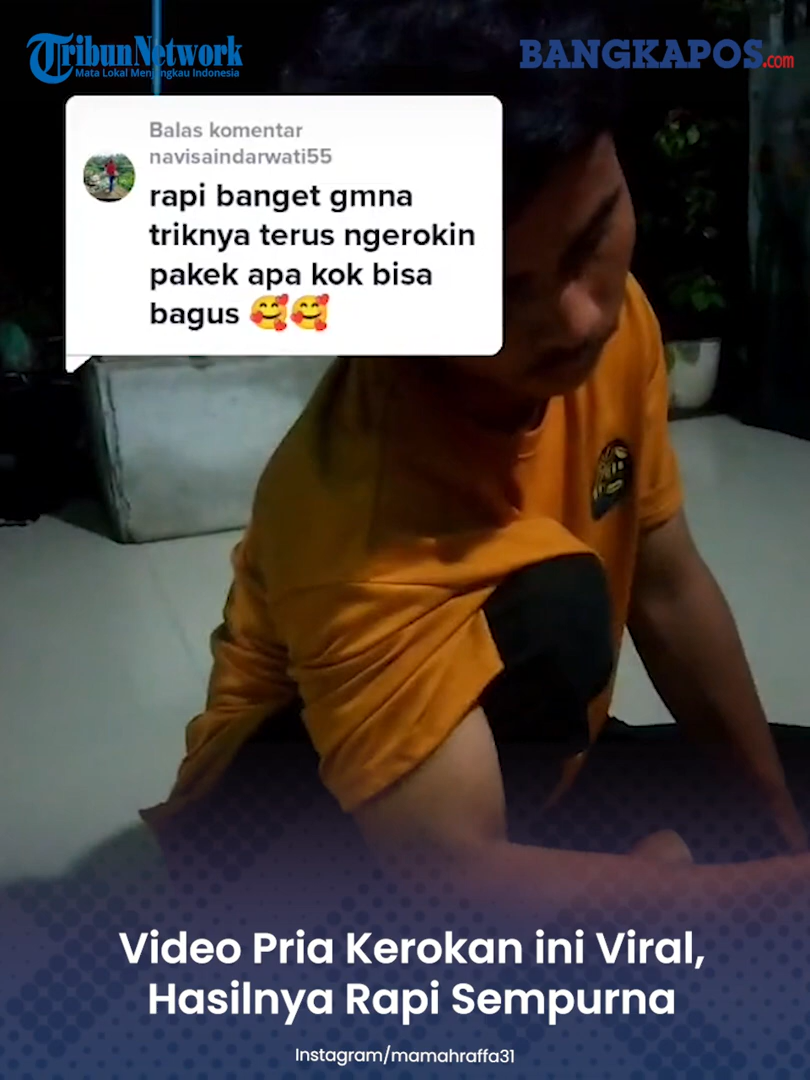 TribunNetwork
Mata Lokal Menjangkau Indonesia
BANGKAPOS.com
Balas komentar
navisaindarwati55
rapi banget gmna
triknya terus ngerokin
pakek apa kok bisa
bagus 🥰🥰
Video Pria Kerokan ini Viral,
Hasilnya Rapi Sempurna
Instagram/mamahraffa31